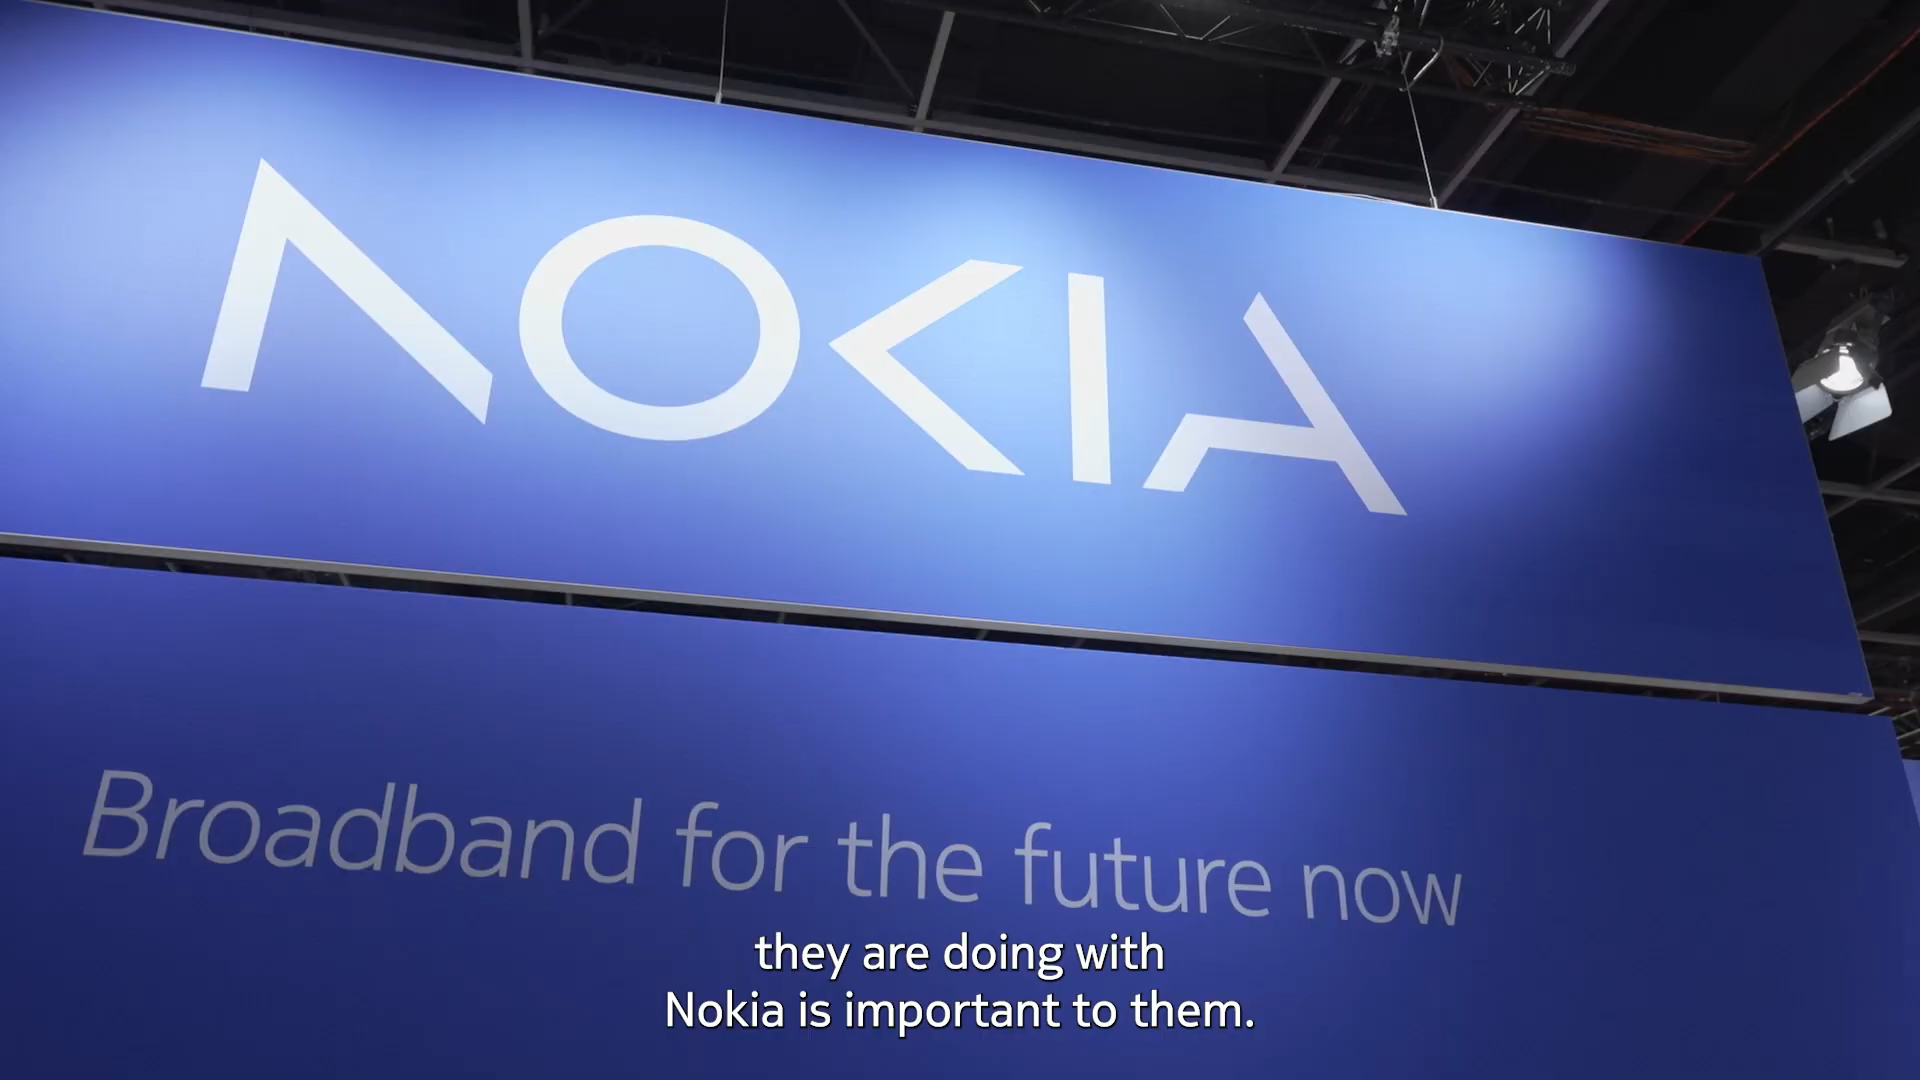 NOKIA
Broadband for the future now
they are doing with
Nokia is important to them.